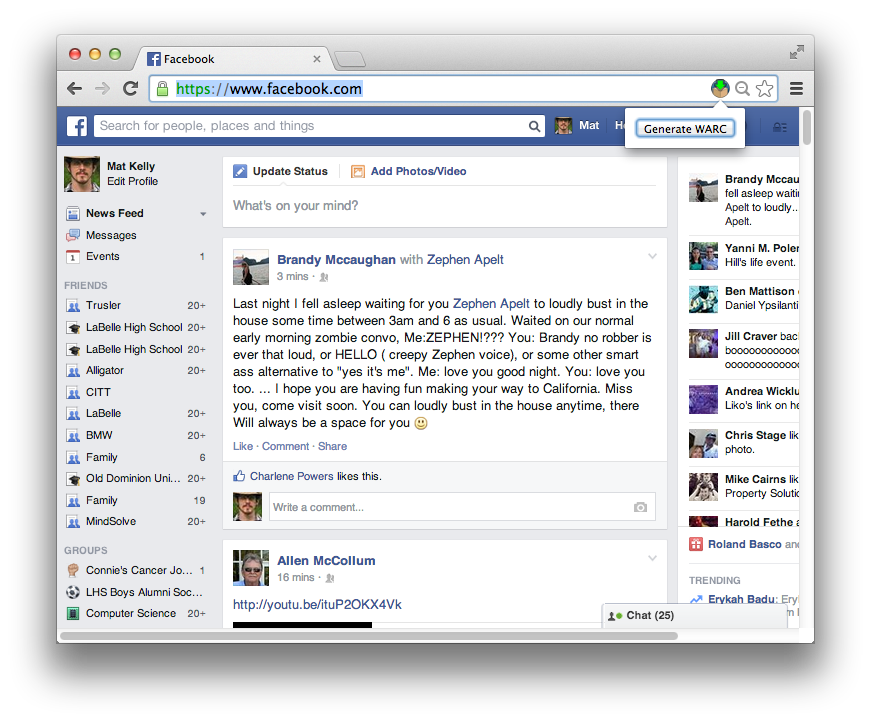 Facebook
https://www.facebook.com
Generate WARC
Search for people, places and things
Mat
Mat Kelly
Edit Profile
News Feed
Messages
Events 1
FRIENDS
Trusler 20+
LaBelle High School 20+
LaBelle High School 20+
Alligator 20+
CITT
LaBelle 20+
BMW 20+
Family 6
Old Dominion Uni... 20+
Family 19
MindSolve 20+
GROUPS
Connie's Cancer Jo... 1
LHS Boys Alumni Soc...
Computer Science 20+
Update Status
Add Photos/Video
What's on your mind?
Brandy Mccaughan with Zephen Apelt
3 mins ·
Last night I fell asleep waiting for you Zephen Apelt to loudly bust in the
house some time between 3am and 6 as usual. Waited on our normal
early morning zombie convo, Me:ZEPHEN!??? You: Brandy no robber is
ever that loud, or HELLO ( creepy Zephen voice), or some other smart
ass alternative to "yes it's me". Me: love you good night. You: love you
too. ... I hope you are having fun making your way to California. Miss
you, come visit soon. You can loudly bust in the house anytime, there
Will always be a space for you
Like · Comment · Share
Charlene Powers likes this.
Write a comment...
Allen McCollum
16 mins ·
http://youtu.be/ituP2OKX4Vk
Brandy Mccau
fell asleep waitin
Apelt to loudly...
Apelt.
Yanni M. Poler
Hill's life event.
Ben Mattison
Daniel Ypsilanti
Jill Craver back
booooooooooooo
ooooooooooooo
ooooooooooooo
Andrea Wicklu
Liko's link on he
Chris Stage lik
photo.
Mike Cairns lik
Property Solutio
Harold Fethe a
Roland Basco and
TRENDING
Erykah Badu: Eryk
Chat (25)